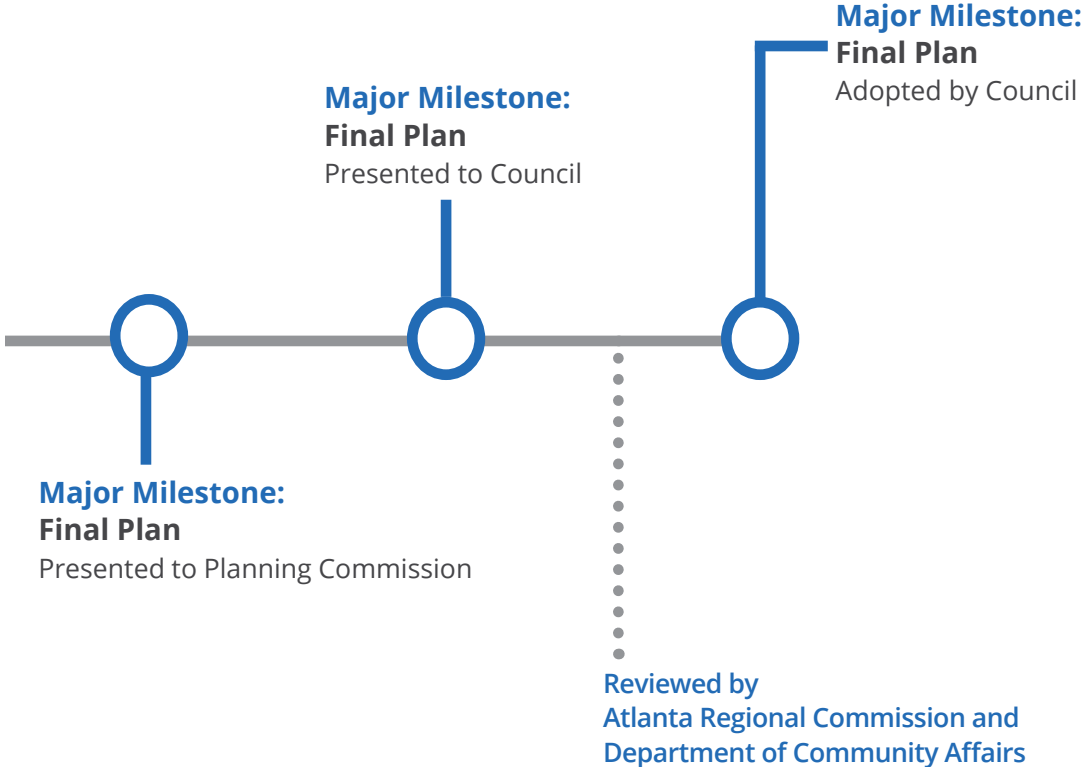 Major Milestone:
Final Plan
Adopted by Council
Major Milestone:
Final Plan
Presented to Council
Major Milestone:
Final Plan
Presented to Planning Commission
Reviewed by
Atlanta Regional Commission and
Department of Community Affairs